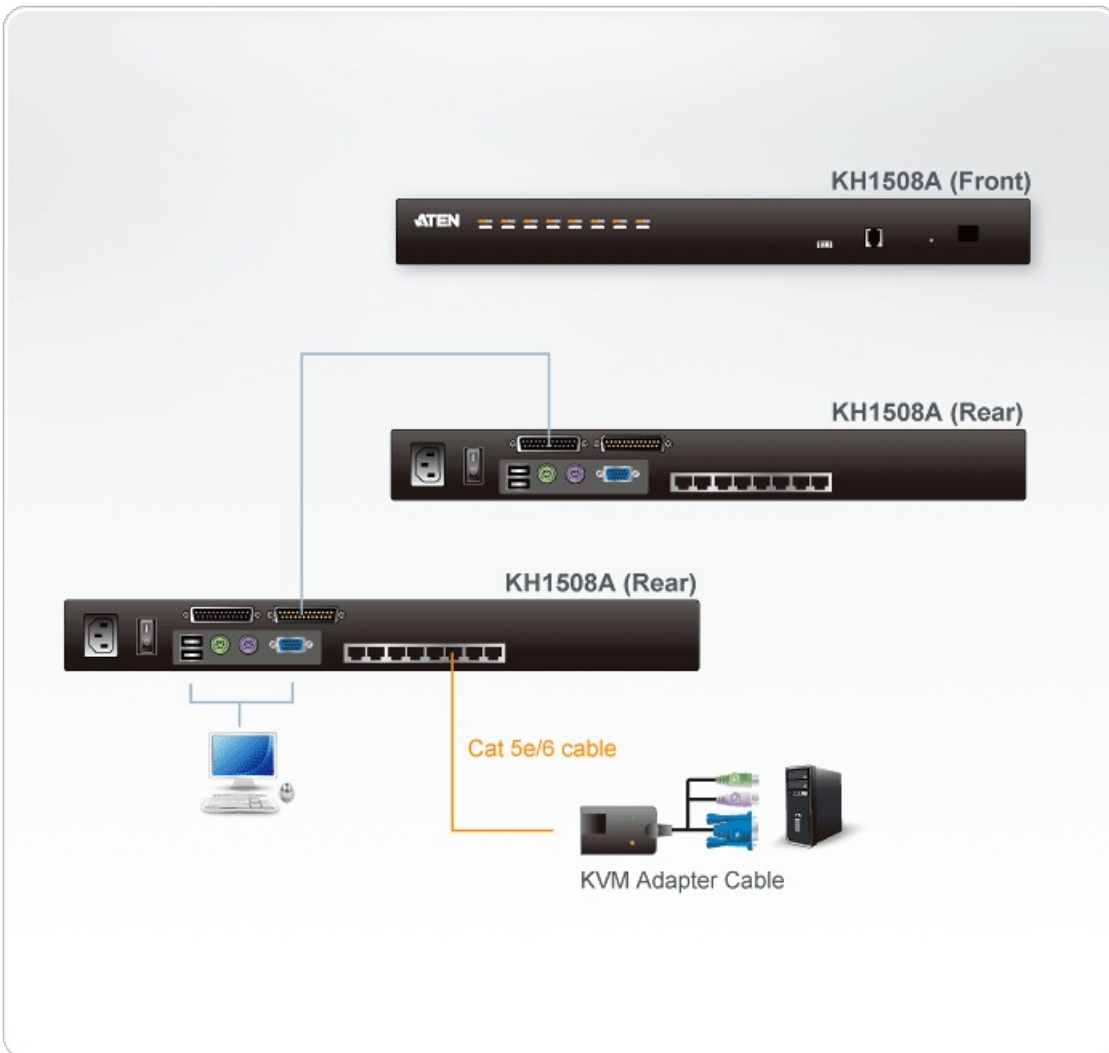 KH1508A (Front)
ATEN
KH1508A (Rear)
KH1508A (Rear)
Cat 5e/6 cable
KVM Adapter Cable